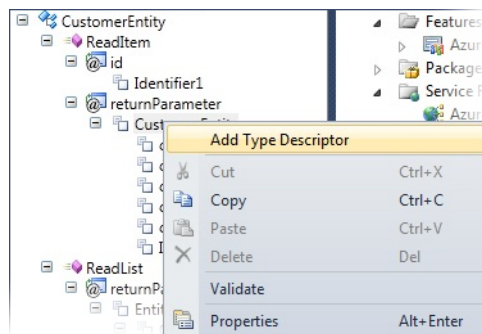 CustomerEntity
ReadItem
id
Identifier1
returnParameter
Add Type Descriptor
Cut Ctrl+X
Copy Ctrl+C
Paste Ctrl+V
Delete Del
Validate
Properties Alt+Enter
ReadList
Features
Azur
Package
Service
Azur